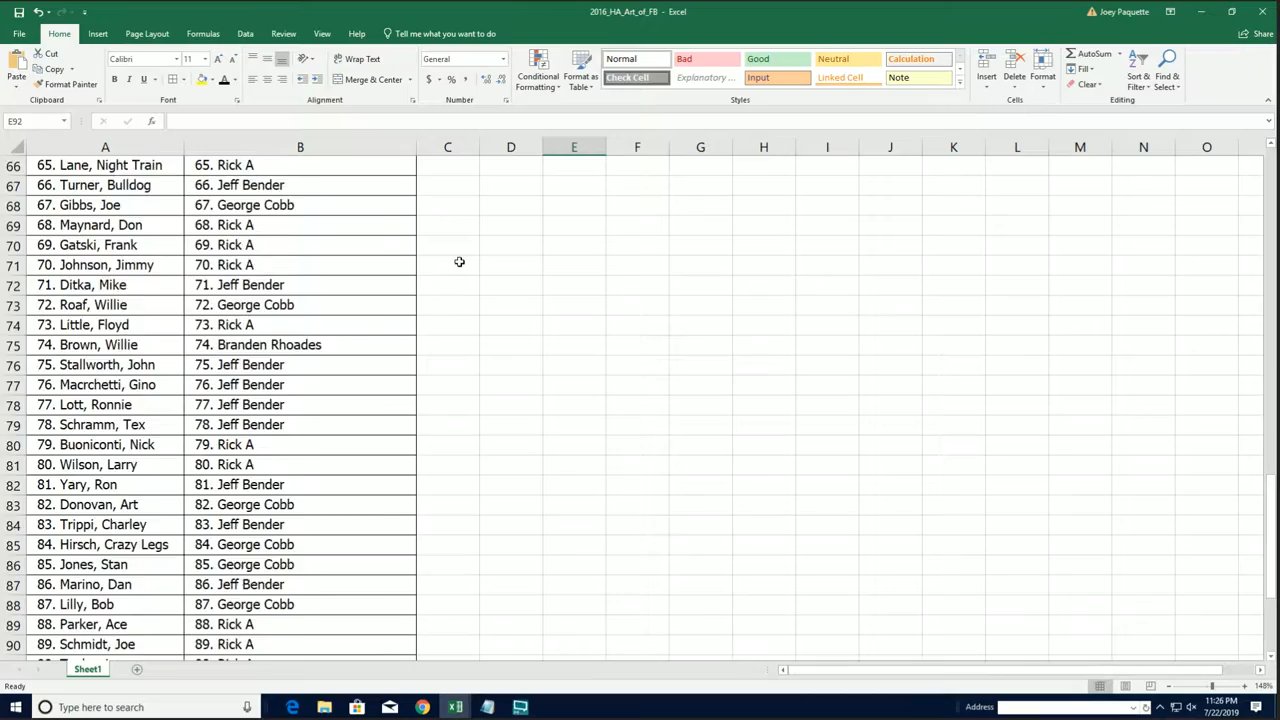 2016_HA_Art_of_FB - Excel
Joey Paquette
File Home Insert Page Layout Formulas Data Review View Help Tell me what you want to do Share
Paste
Cut
Copy
Format Painter
Clipboard
Calibri 11
B I U
Font
Wrap Text
Merge & Center
Alignment
General
$ % ,
Number
Conditional Formatting
Format as Table
Normal Bad Good Neutral Calculation
Check Cell Explanatory ... Input Linked Cell Note
Styles
Insert Delete Format
Cells
AutoSum
Fill
Clear
Sort & Filter
Find & Select
Editing
E92
fx
A B C D E F G H I J K L M N O
66 65. Lane, Night Train 65. Rick A
67 66. Turner, Bulldog 66. Jeff Bender
68 67. Gibbs, Joe 67. George Cobb
69 68. Maynard, Don 68. Rick A
70 69. Gatski, Frank 69. Rick A
71 70. Johnson, Jimmy 70. Rick A
72 71. Ditka, Mike 71. Jeff Bender
73 72. Roaf, Willie 72. George Cobb
74 73. Little, Floyd 73. Rick A
75 74. Brown, Willie 74. Branden Rhoades
76 75. Stallworth, John 75. Jeff Bender
77 76. Macrchetti, Gino 76. Jeff Bender
78 77. Lott, Ronnie 77. Jeff Bender
79 78. Schramm, Tex 78. Jeff Bender
80 79. Buoniconti, Nick 79. Rick A
81 80. Wilson, Larry 80. Rick A
82 81. Yary, Ron 81. Jeff Bender
83 82. Donovan, Art 82. George Cobb
84 83. Trippi, Charley 83. Jeff Bender
85 84. Hirsch, Crazy Legs 84. George Cobb
86 85. Jones, Stan 85. George Cobb
87 86. Marino, Dan 86. Jeff Bender
88 87. Lilly, Bob 87. George Cobb
89 88. Parker, Ace 88. Rick A
90 89. Schmidt, Joe 89. Rick A
Sheet1
Ready
148%
Type here to search
Address
11:26 PM
7/22/2019